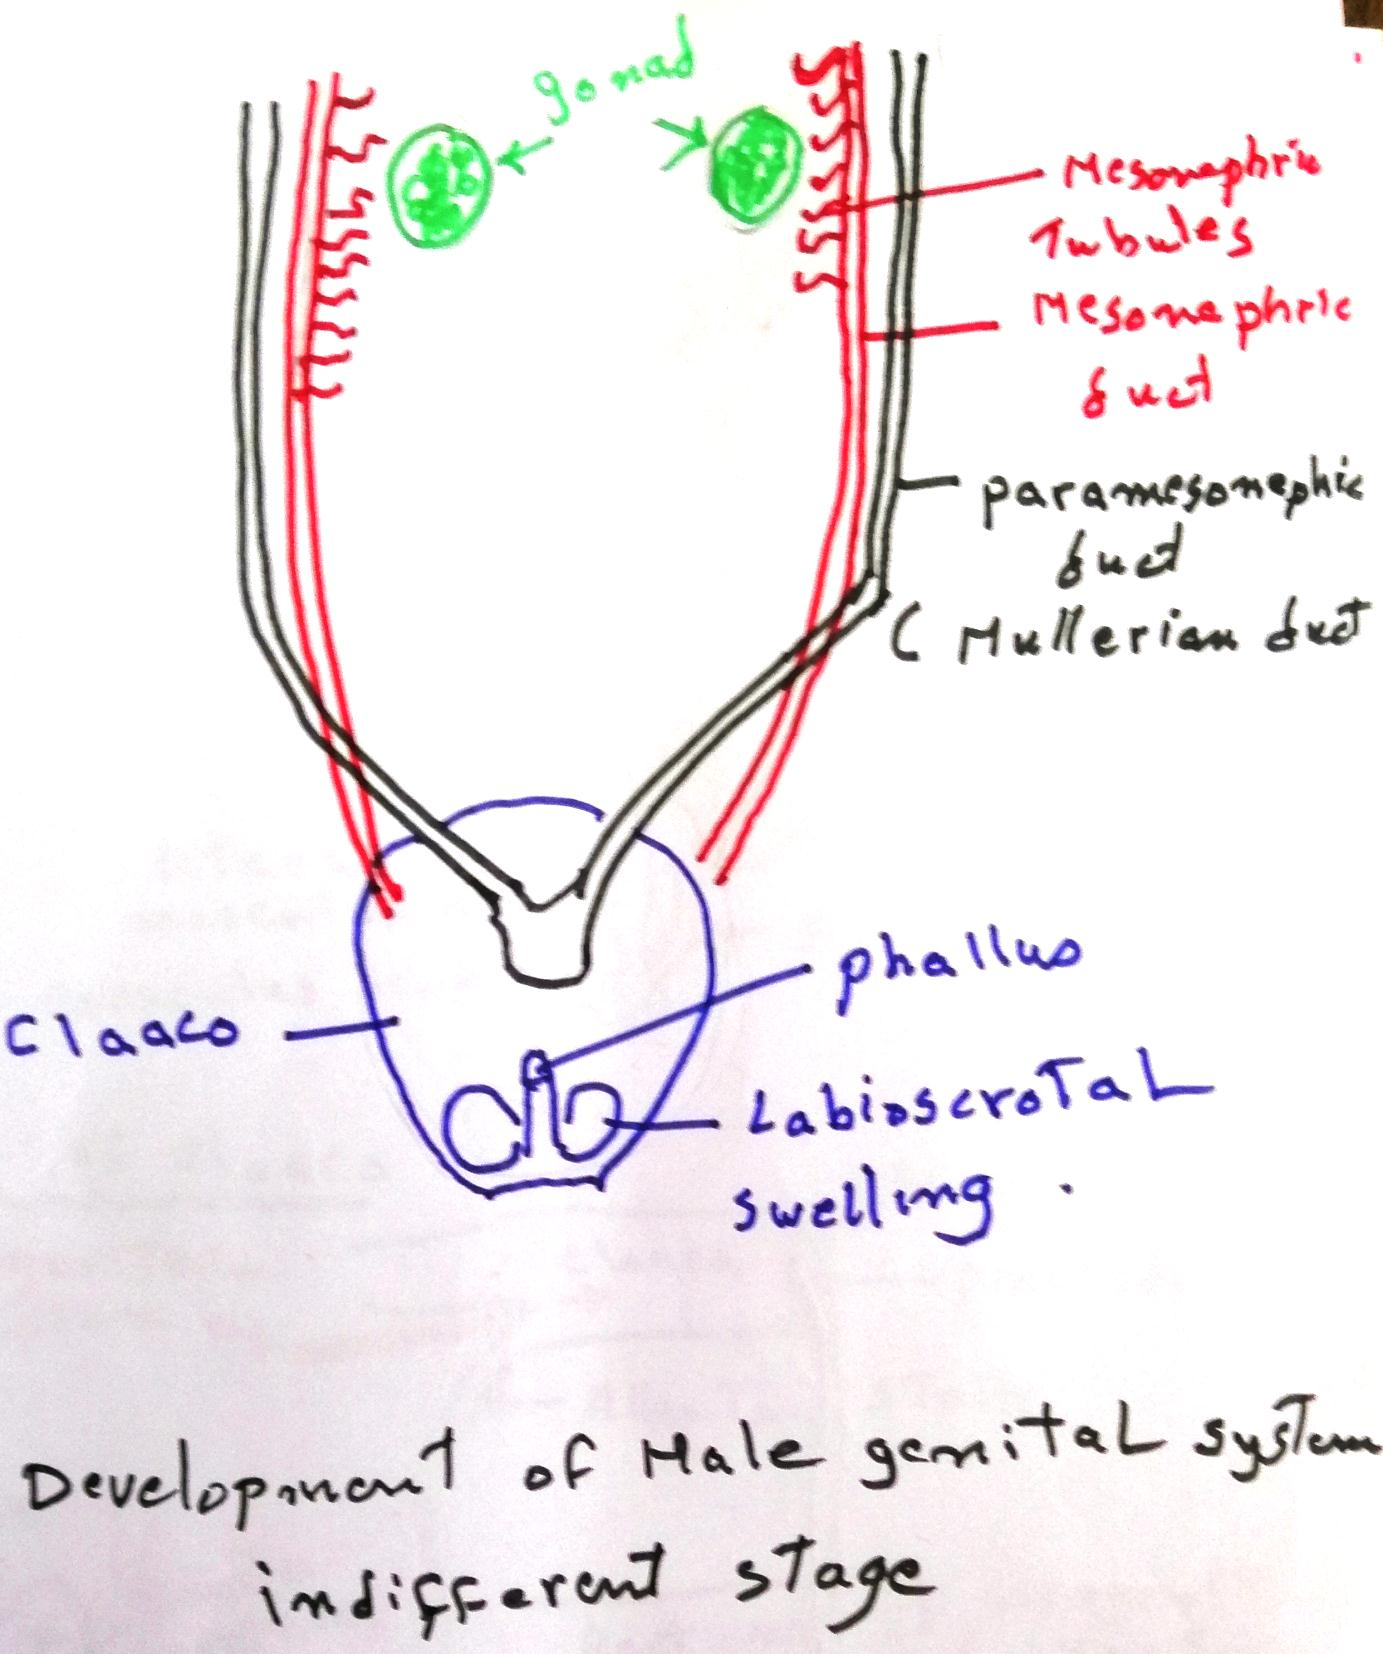 gonad
Mesonephric
Tubules
Mesonephric
duct
paramesonephic
duct
( Mullerian duct
phallus
Claaco
LabioscroTaL
swelling .
Development of Male genitaL system
indifferent stage